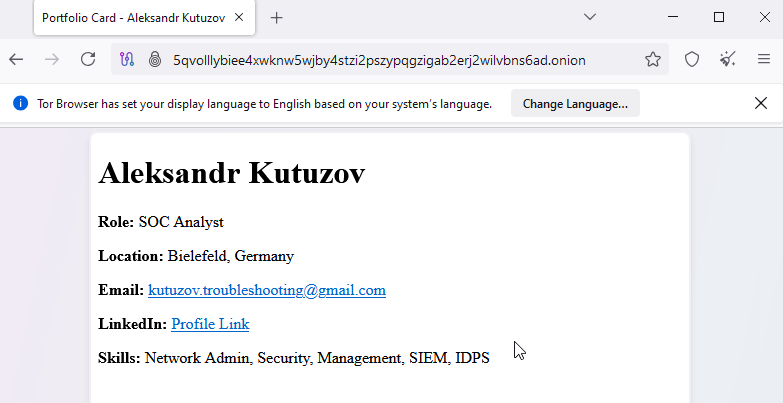 Portfolio Card - Aleksandr Kutuzov
5qvolllybiee4xwknw5wjby4stzi2pszypqgzigab2erj2wilvbns6ad.onion
Tor Browser has set your display language to English based on your system's language.
Change Language...
Aleksandr Kutuzov
Role: SOC Analyst
Location: Bielefeld, Germany
Email: kutuzov.troubleshooting@gmail.com
LinkedIn: Profile Link
Skills: Network Admin, Security, Management, SIEM, IDPS